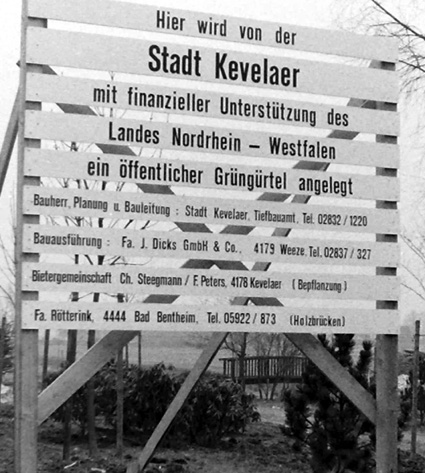 Hier wird von der
Stadt Kevelaer
mit finanzieller Unterstützung des
Landes Nordrhein – Westfalen
ein öffentlicher Grüngürtel angelegt
Bauherr, Planung u. Bauleitung : Stadt Kevelaer, Tiefbauamt, Tel. 02832 / 1220
Bauausführung : Fa. J. Dicks GmbH & Co., 4179 Weeze, Tel. 02837 / 327
Bietergemeinschaft Ch. Steegmann / F. Peters, 4178 Kevelaer (Bepflanzung)
Fa. Rötterink, 4444 Bad Bentheim, Tel. 05922 / 873 (Holzbrücken)